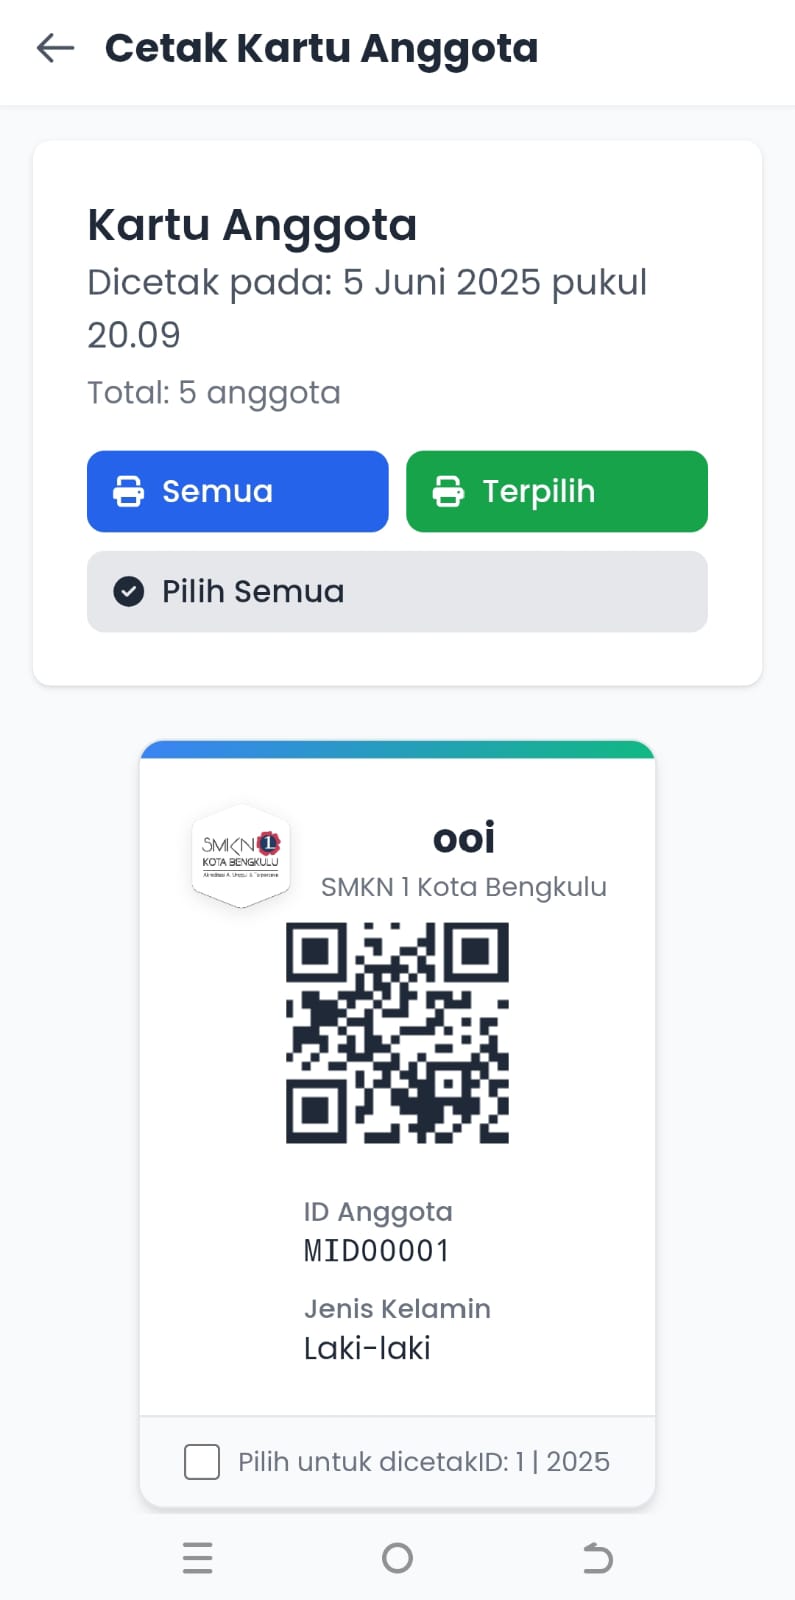 Cetak Kartu Anggota
Kartu Anggota
Dicetak pada: 5 Juni 2025 pukul
20.09
Total: 5 anggota
Semua
Terpilih
Pilih Semua
SMKN 1
KOTA BENGKULU
ooi
SMKN 1 Kota Bengkulu
ID Anggota
MID00001
Jenis Kelamin
Laki-laki
Pilih untuk dicetakID: 1 | 2025